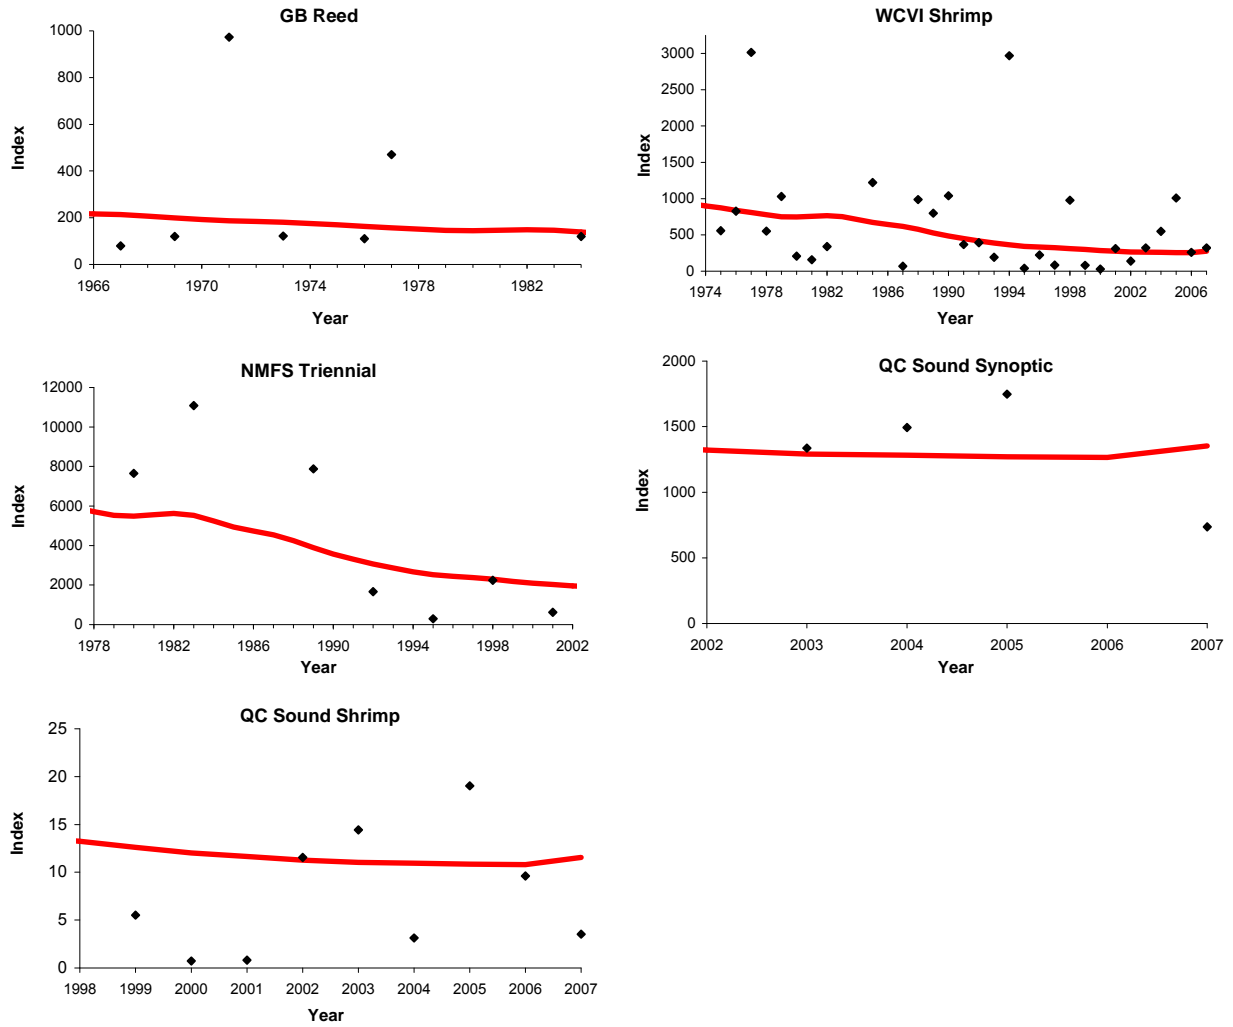 GB Reed
1000
800
600
400
200
0
Index
1966 1970 1974 1978 1982
Year
WCVI Shrimp
3000
2500
2000
1500
1000
500
0
Index
1974 1978 1982 1986 1990 1994 1998 2002 2006
Year
NMFS Triennial
12000
10000
8000
6000
4000
2000
0
Index
1978 1982 1986 1990 1994 1998 2002
Year
QC Sound Synoptic
2000
1500
1000
500
0
Index
2002 2003 2004 2005 2006 2007
Year
QC Sound Shrimp
25
20
15
10
5
0
Index
1998 1999 2000 2001 2002 2003 2004 2005 2006 2007
Year